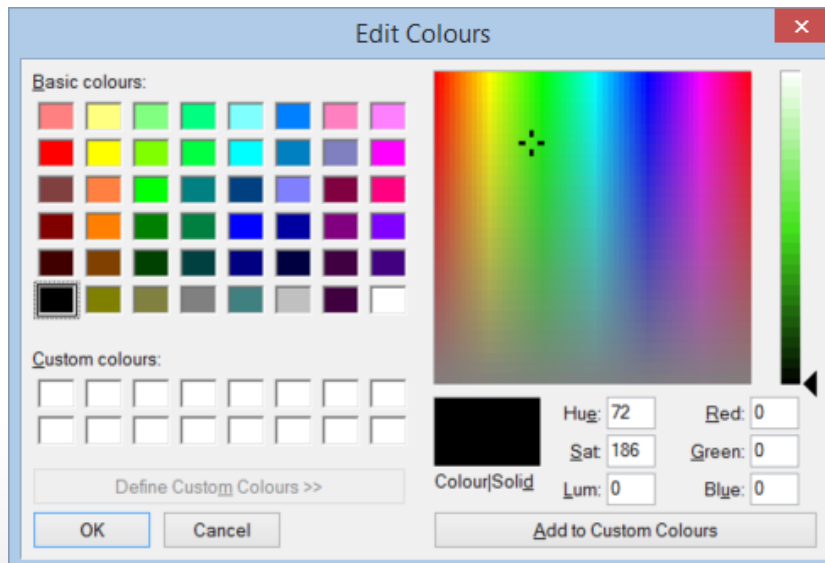 Edit Colours
Basic colours:
Custom colours:
Define Custom Colours >>
OK Cancel
Colour|Solid
Hue: 72 Red: 0
Sat: 186 Green: 0
Lum: 0 Blue: 0
Add to Custom Colours